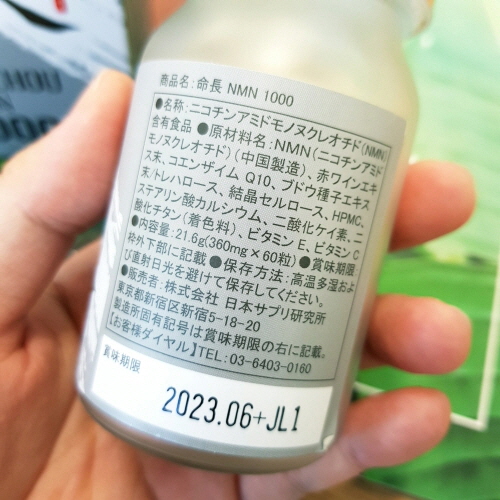 CHOU
商品名:命長 NMN 1000
●名称:ニコチンアミドモノヌクレオチド(NMN)
含有食品 ●原材料名:NMN(ニコチンアミド
モノヌクレオチド)(中国製造)、赤ワインエキ
ス末、コエンザイム Q10、ブドウ種子エキス
末/トレハロース、結晶セルロース、HPMC、
ステアリン酸カルシウム、二酸化ケイ素、二
酸化チタン(着色料)、ビタミン E、ビタミン C
●内容量:21.6g(360mg×60粒)●賞味期限:
枠外下部に記載 ●保存方法:高温多湿およ
び直射日光を避けて保存してください。
●販売者:株式会社 日本サプリ研究所
東京都新宿区新宿5-18-20
製造所固有記号は賞味期限の右に記載。
【お客様ダイヤル】TEL:03-6403-0160
賞味期限
2023.06+JL1